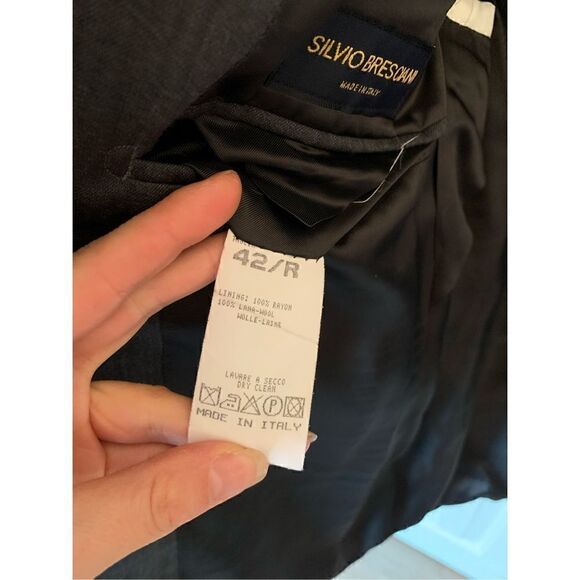 SILVIO BRESCIANI
MADE IN ITALY
42/R
LINING: 100% RAYON
100% LANA-WOOL
WOLLE-LAINE
LAVARE A SECCO
DRY CLEAN
P
MADE IN ITALY